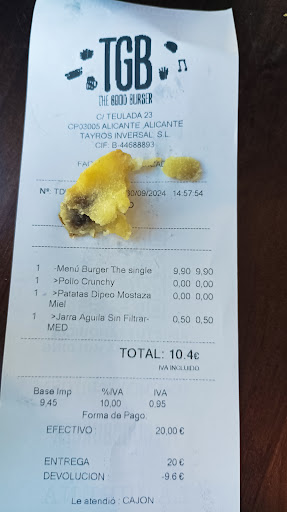 TGB
THE GOOD BURGER
C/ TEULADA 23
CP03005 ALICANTE ,ALICANTE
TAYROS INVERSAL S.L.
CIF. B-44688893
Nº:
30/09/2024 14:57:54
1 -Menú Burger The single 9,90 9,90
1 >Pollo Crunchy 0,00 0,00
1 >Patatas Dipeo Mostaza Miel 0,00 0,00
1 >Jarra Aguila Sin Filtrar-MED 0,50 0,50
TOTAL: 10.4€
IVA INCLUIDO
Base Imp %IVA IVA
9.45 10.00 0.95
Forma de Pago.
EFECTIVO : 20,00 €
ENTREGA 20 €
DEVOLUCION : -9.6 €
Le atendió : CAJON